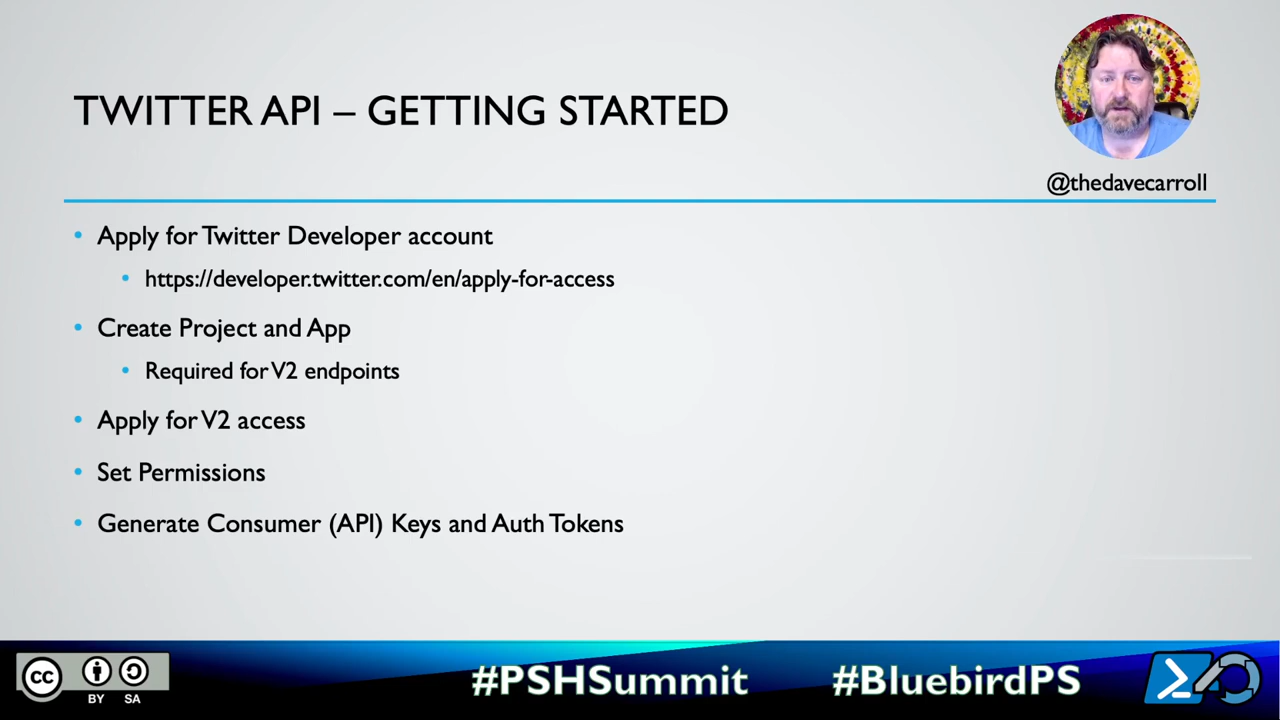 TWITTER API – GETTING STARTED
@thedavecarroll
• Apply for Twitter Developer account
• https://developer.twitter.com/en/apply-for-access
• Create Project and App
• Required for V2 endpoints
• Apply for V2 access
• Set Permissions
• Generate Consumer (API) Keys and Auth Tokens
cc BY SA
#PSHSummit #BluebirdPS